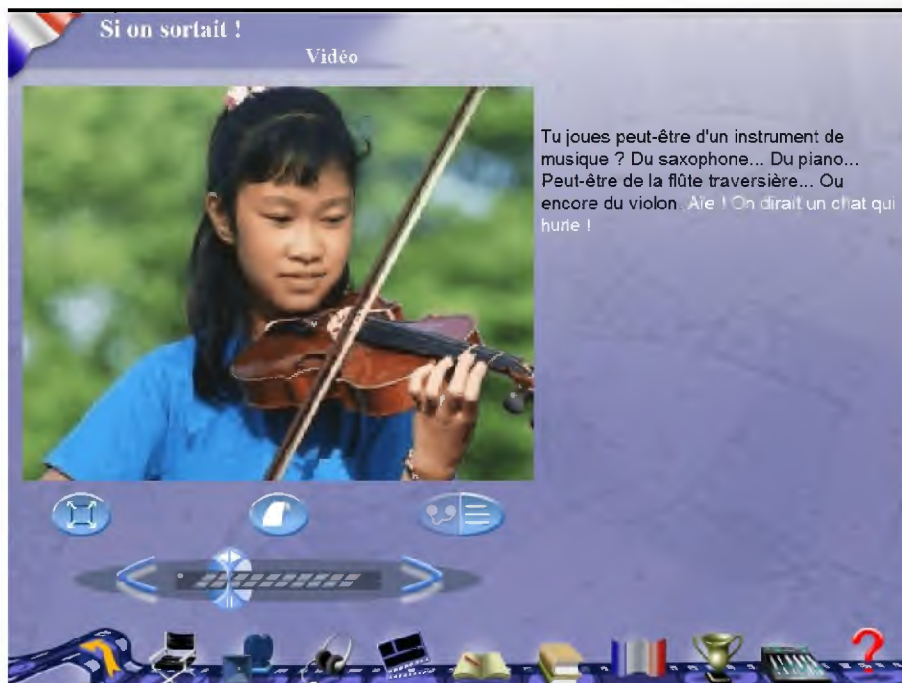 Si on sortait !
Vidéo
Tu joues peut-être d'un instrument de
musique ? Du saxophone... Du piano...
Peut-être de la flûte traversière... Ou
encore du violon. Aïe ! On dirait un chat qui
hurle !